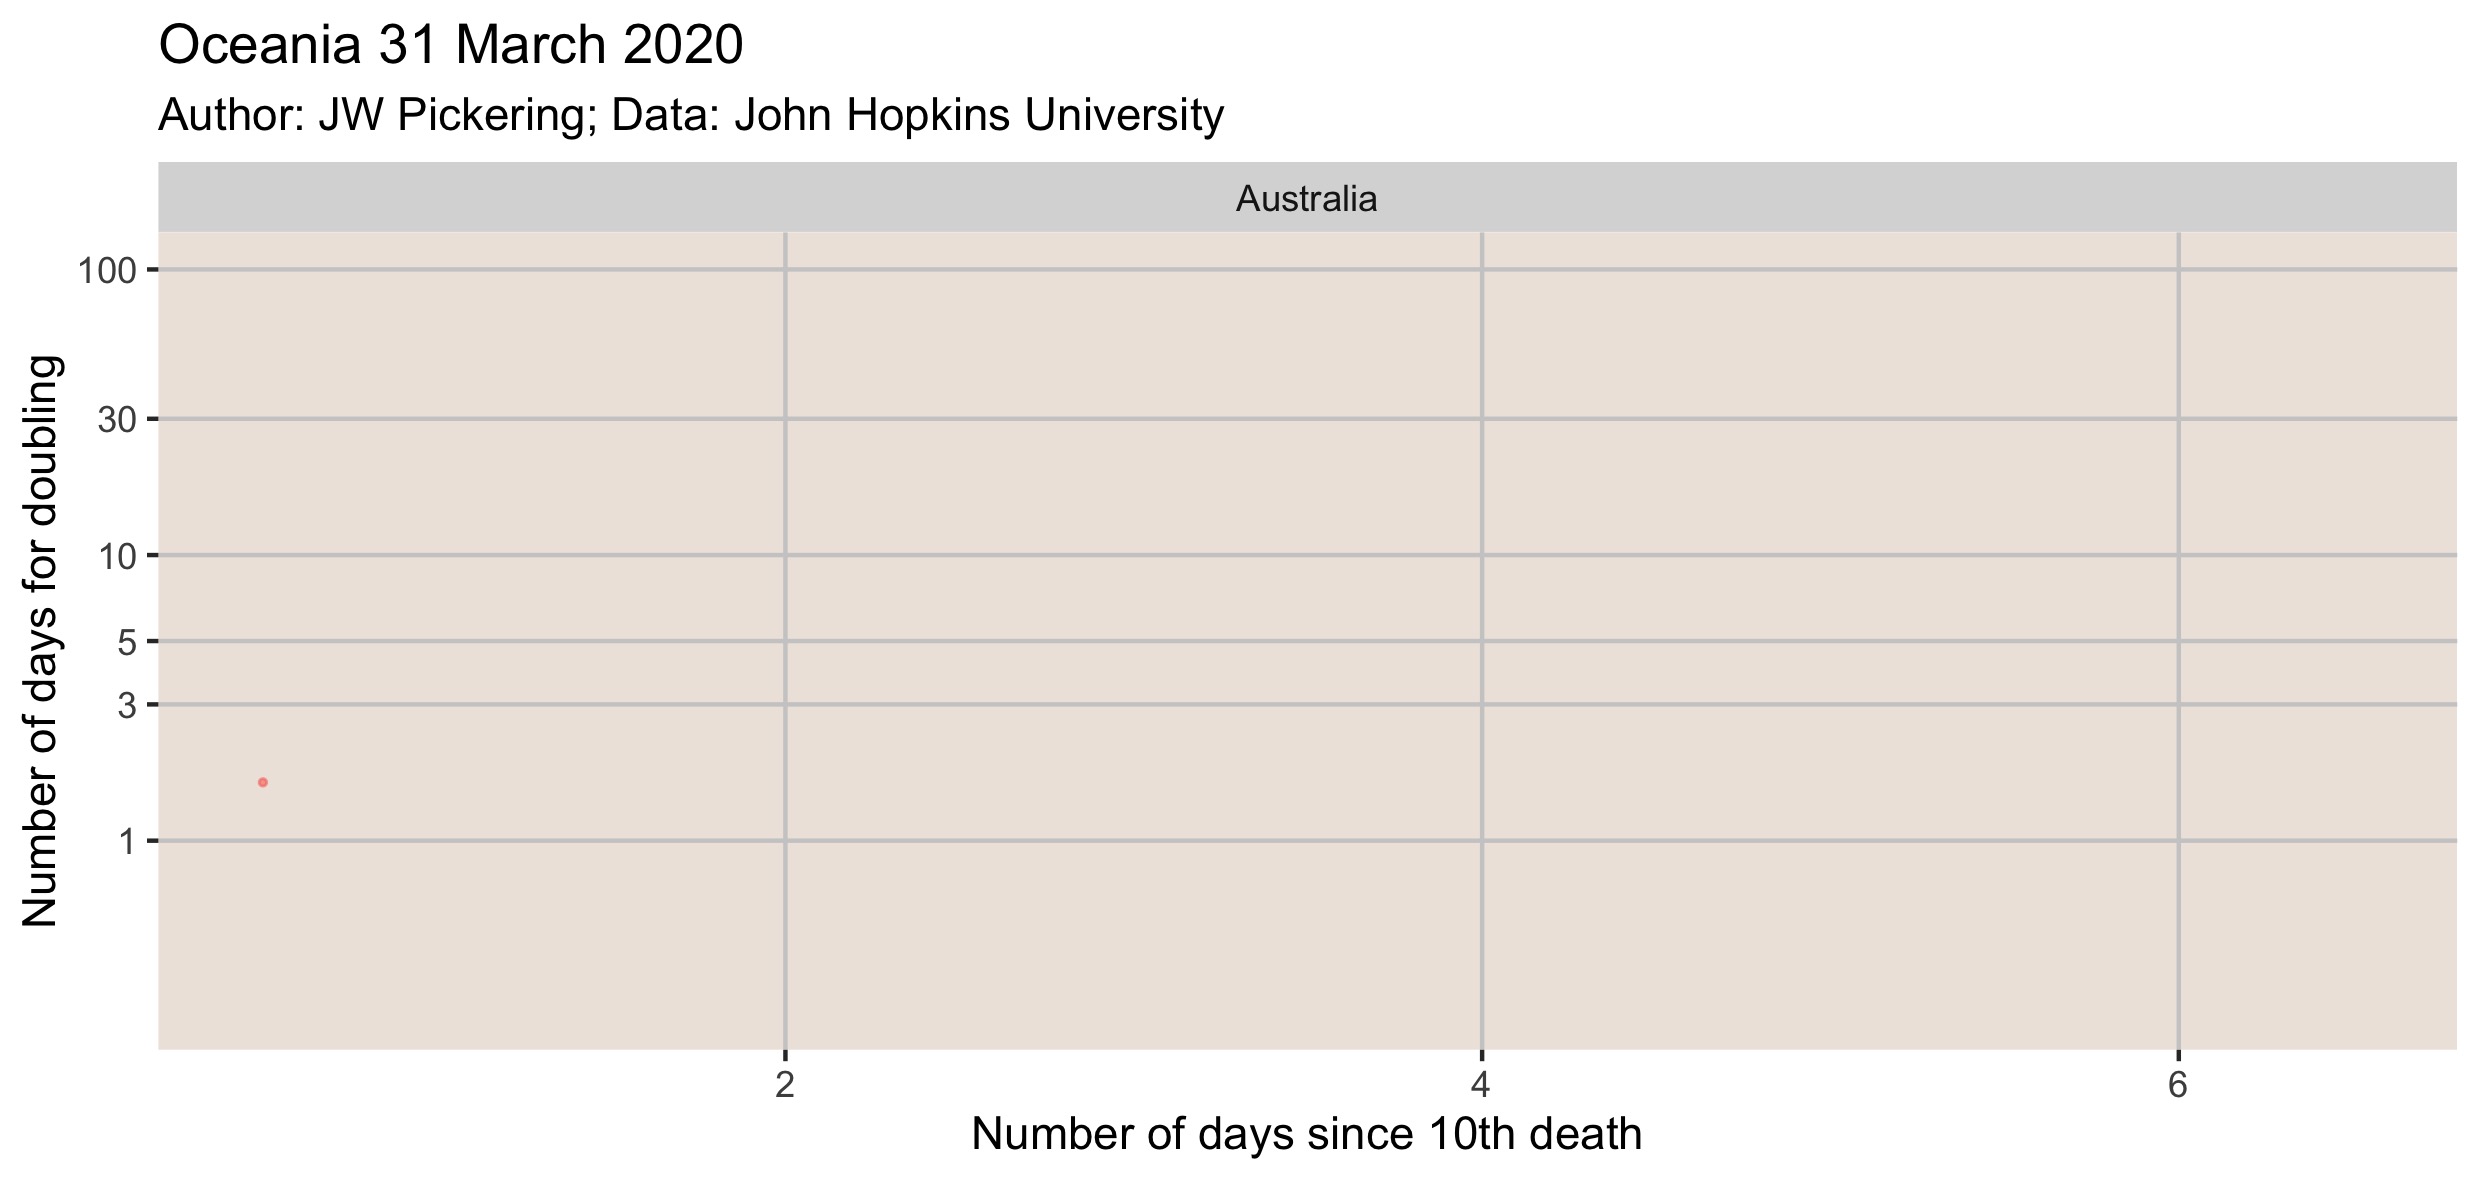 Oceania 31 March 2020
Author: JW Pickering; Data: John Hopkins University
Australia
Number of days for doubling
100
30
10
5
3
1
2 4 6
Number of days since 10th death